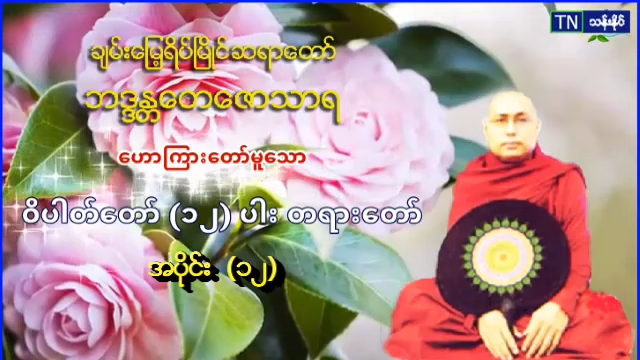 TN သန်းနိုင်
ချမ်းမြေ့ရိပ်မြိုင်ဆရာတော်
ဘဒ္ဒန္တတေဇောသာရ
ဟောကြားတော်မူသော
ဝိပါတ်တော် (၁၂) ပါး တရားတော်
အပိုင်း (၁၂)